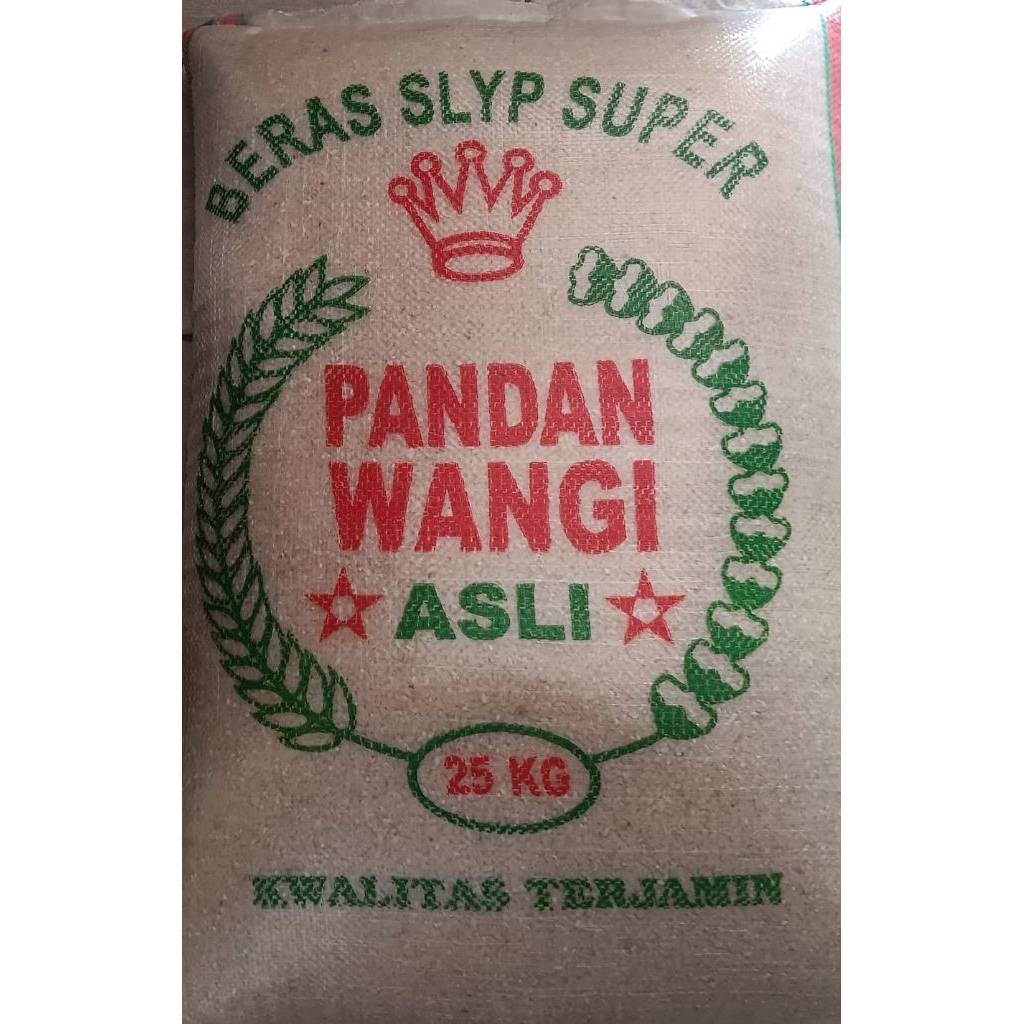 BERAS SLYP SUPER
PANDAN
WANGI
ASLI
25 KG
KWALITAS TERJAMIN